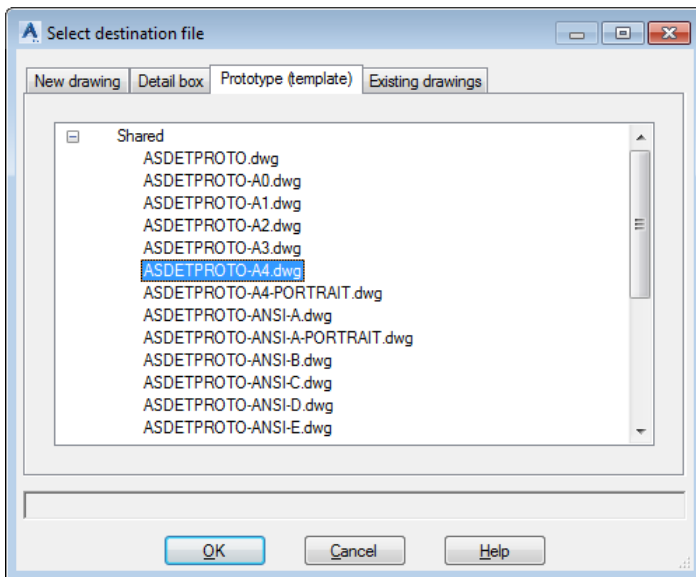 Select destination file
New drawing Detail box Prototype (template) Existing drawings
Shared
ASDETPROTO.dwg
ASDETPROTO-A0.dwg
ASDETPROTO-A1.dwg
ASDETPROTO-A2.dwg
ASDETPROTO-A3.dwg
ASDETPROTO-A4.dwg
ASDETPROTO-A4-PORTRAIT.dwg
ASDETPROTO-ANSI-A.dwg
ASDETPROTO-ANSI-A-PORTRAIT.dwg
ASDETPROTO-ANSI-B.dwg
ASDETPROTO-ANSI-C.dwg
ASDETPROTO-ANSI-D.dwg
ASDETPROTO-ANSI-E.dwg
OK Cancel Help